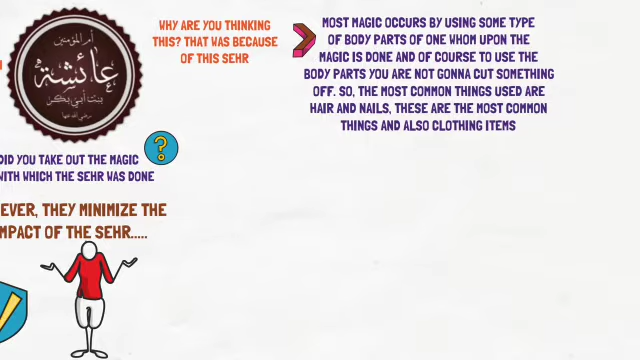 أم المؤمنين
عائشة
بنت أبي بكر
رضي الله عنها
WHY ARE YOU THINKING
THIS? THAT WAS BECAUSE
OF THIS SEHR
MOST MAGIC OCCURS BY USING SOME TYPE
OF BODY PARTS OF ONE WHOM UPON THE
MAGIC IS DONE AND OF COURSE TO USE THE
BODY PARTS YOU ARE NOT GONNA CUT SOMETHING
OFF. SO, THE MOST COMMON THINGS USED ARE
HAIR AND NAILS, THESE ARE THE MOST COMMON
THINGS AND ALSO CLOTHING ITEMS
?
DID YOU TAKE OUT THE MAGIC
WITH WHICH THE SEHR WAS DONE
EVER, THEY MINIMIZE THE
MPACT OF THE SEHR.....